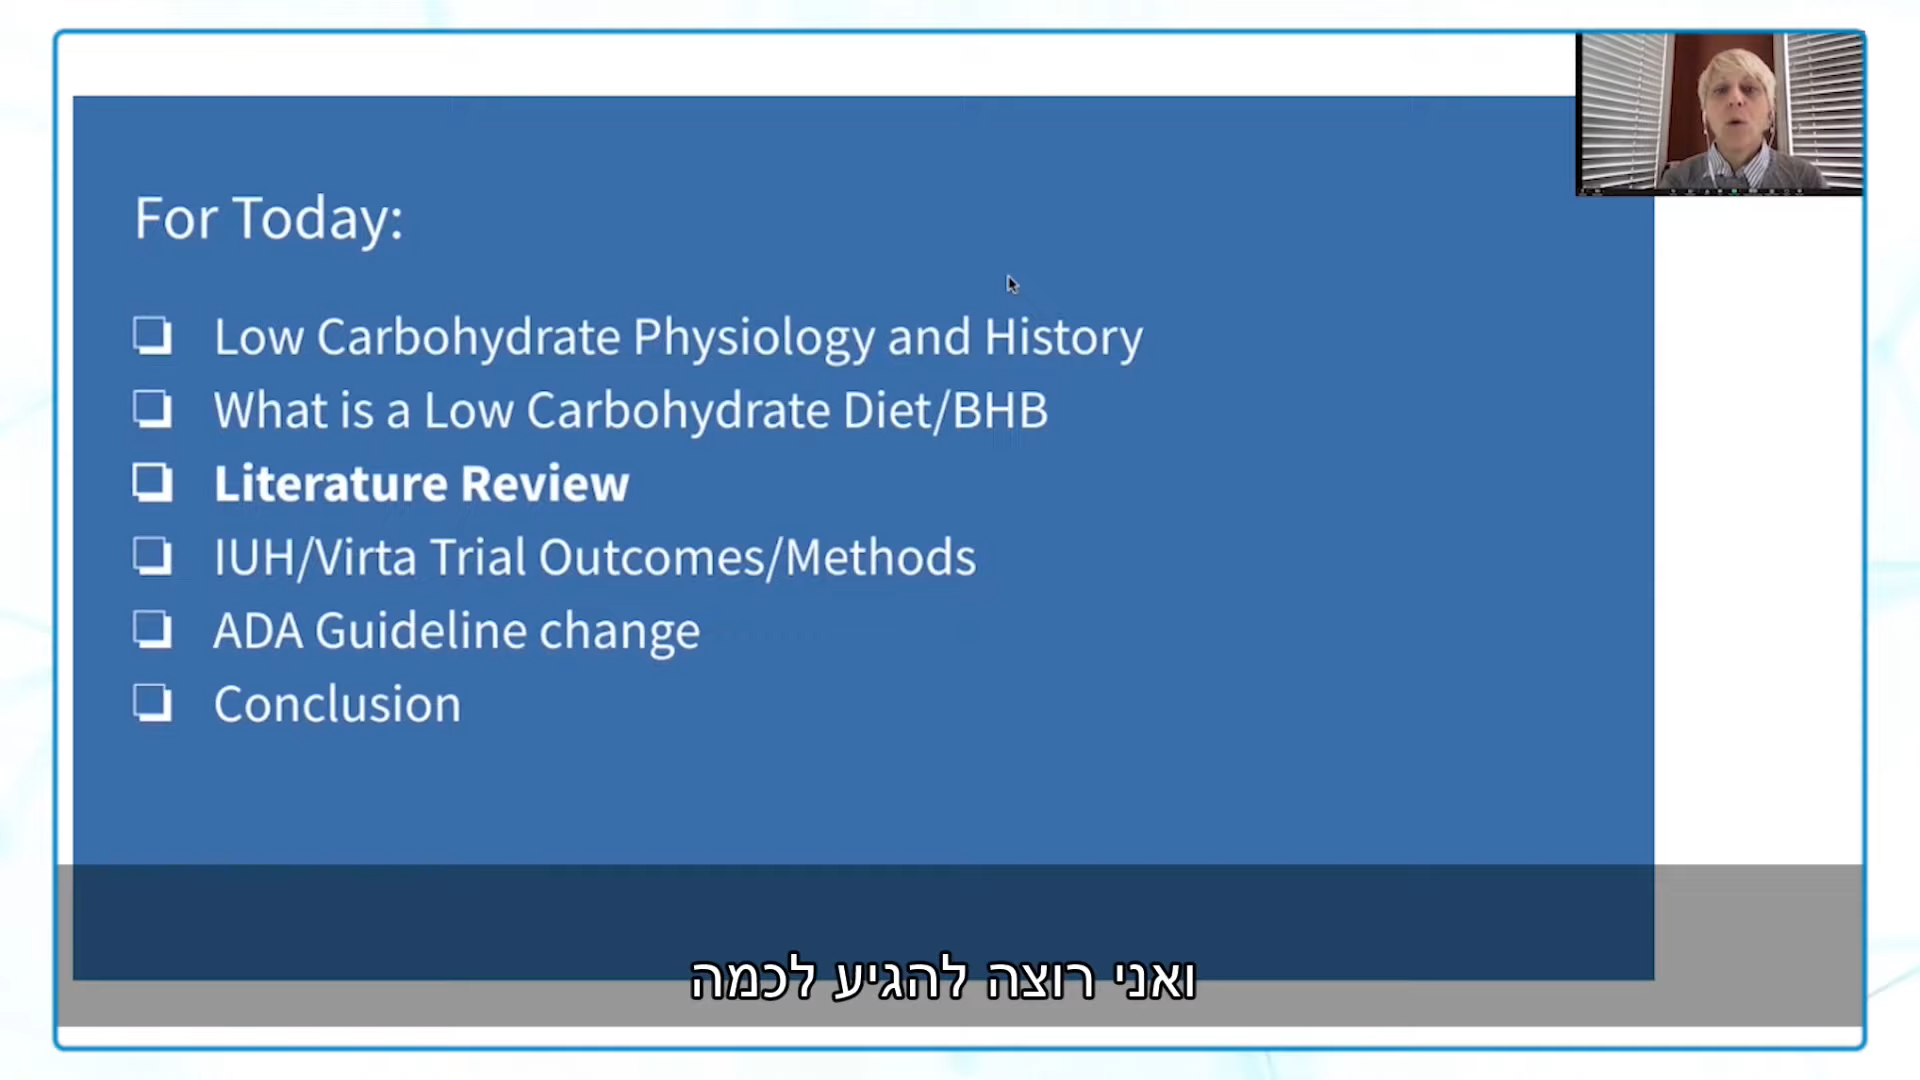 For Today:
Low Carbohydrate Physiology and History
What is a Low Carbohydrate Diet/BHB
Literature Review
IUH/Virta Trial Outcomes/Methods
ADA Guideline change
Conclusion
ואני רוצה להגיע לכמה